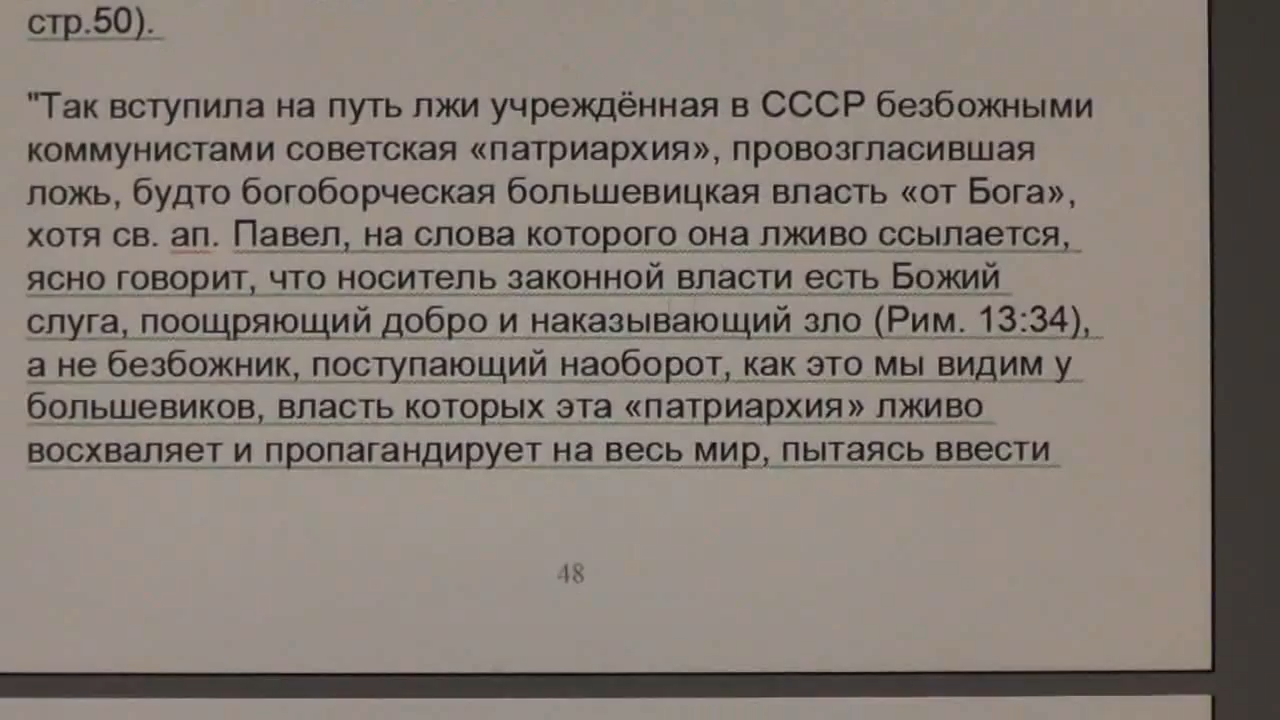 стр.50).
"Так вступила на путь лжи учреждённая в СССР безбожными
коммунистами советская «патриархия», провозгласившая
ложь, будто богоборческая большевицкая власть «от Бога»,
хотя св. ап. Павел, на слова которого она лживо ссылается,
ясно говорит, что носитель законной власти есть Божий
слуга, поощряющий добро и наказывающий зло (Рим. 13:34),
а не безбожник, поступающий наоборот, как это мы видим у
большевиков, власть которых эта «патриархия» лживо
восхваляет и пропагандирует на весь мир, пытаясь ввести
48